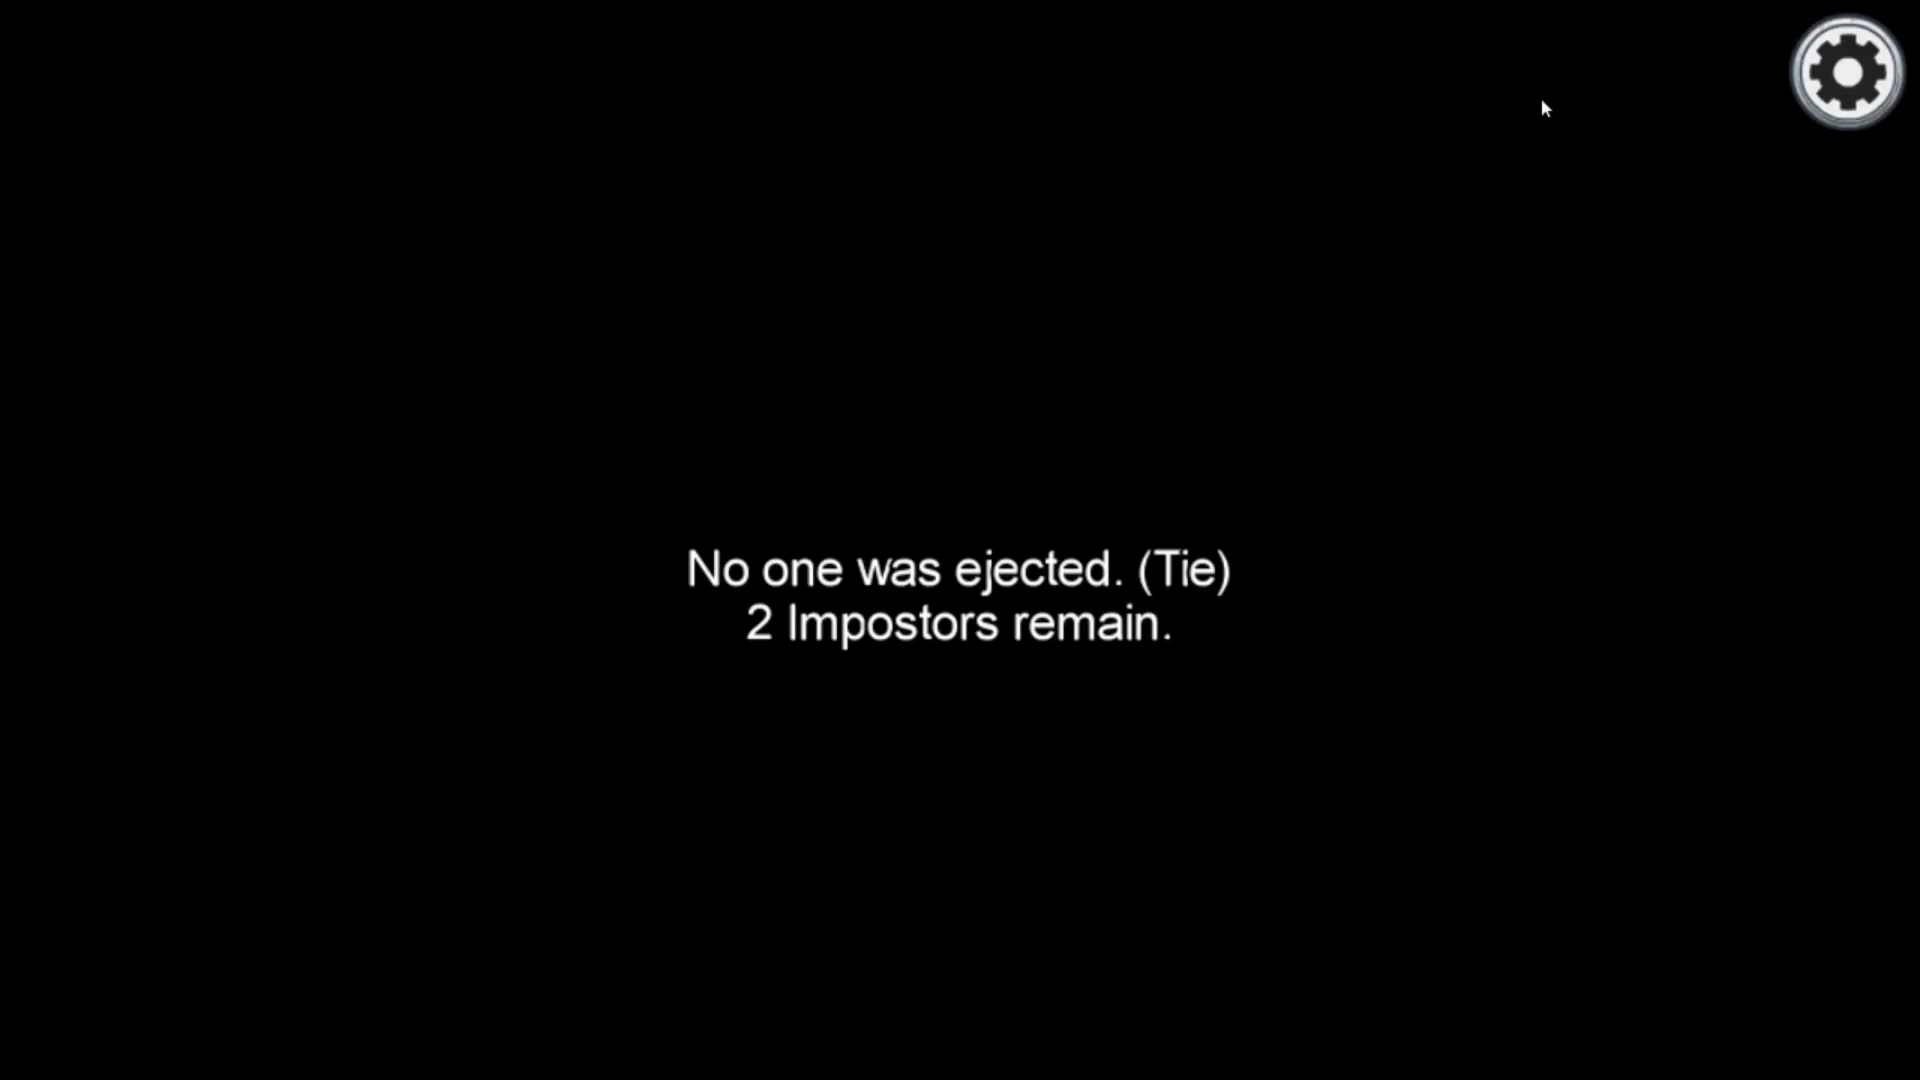 No one was ejected. (Tie)
2 Impostors remain.